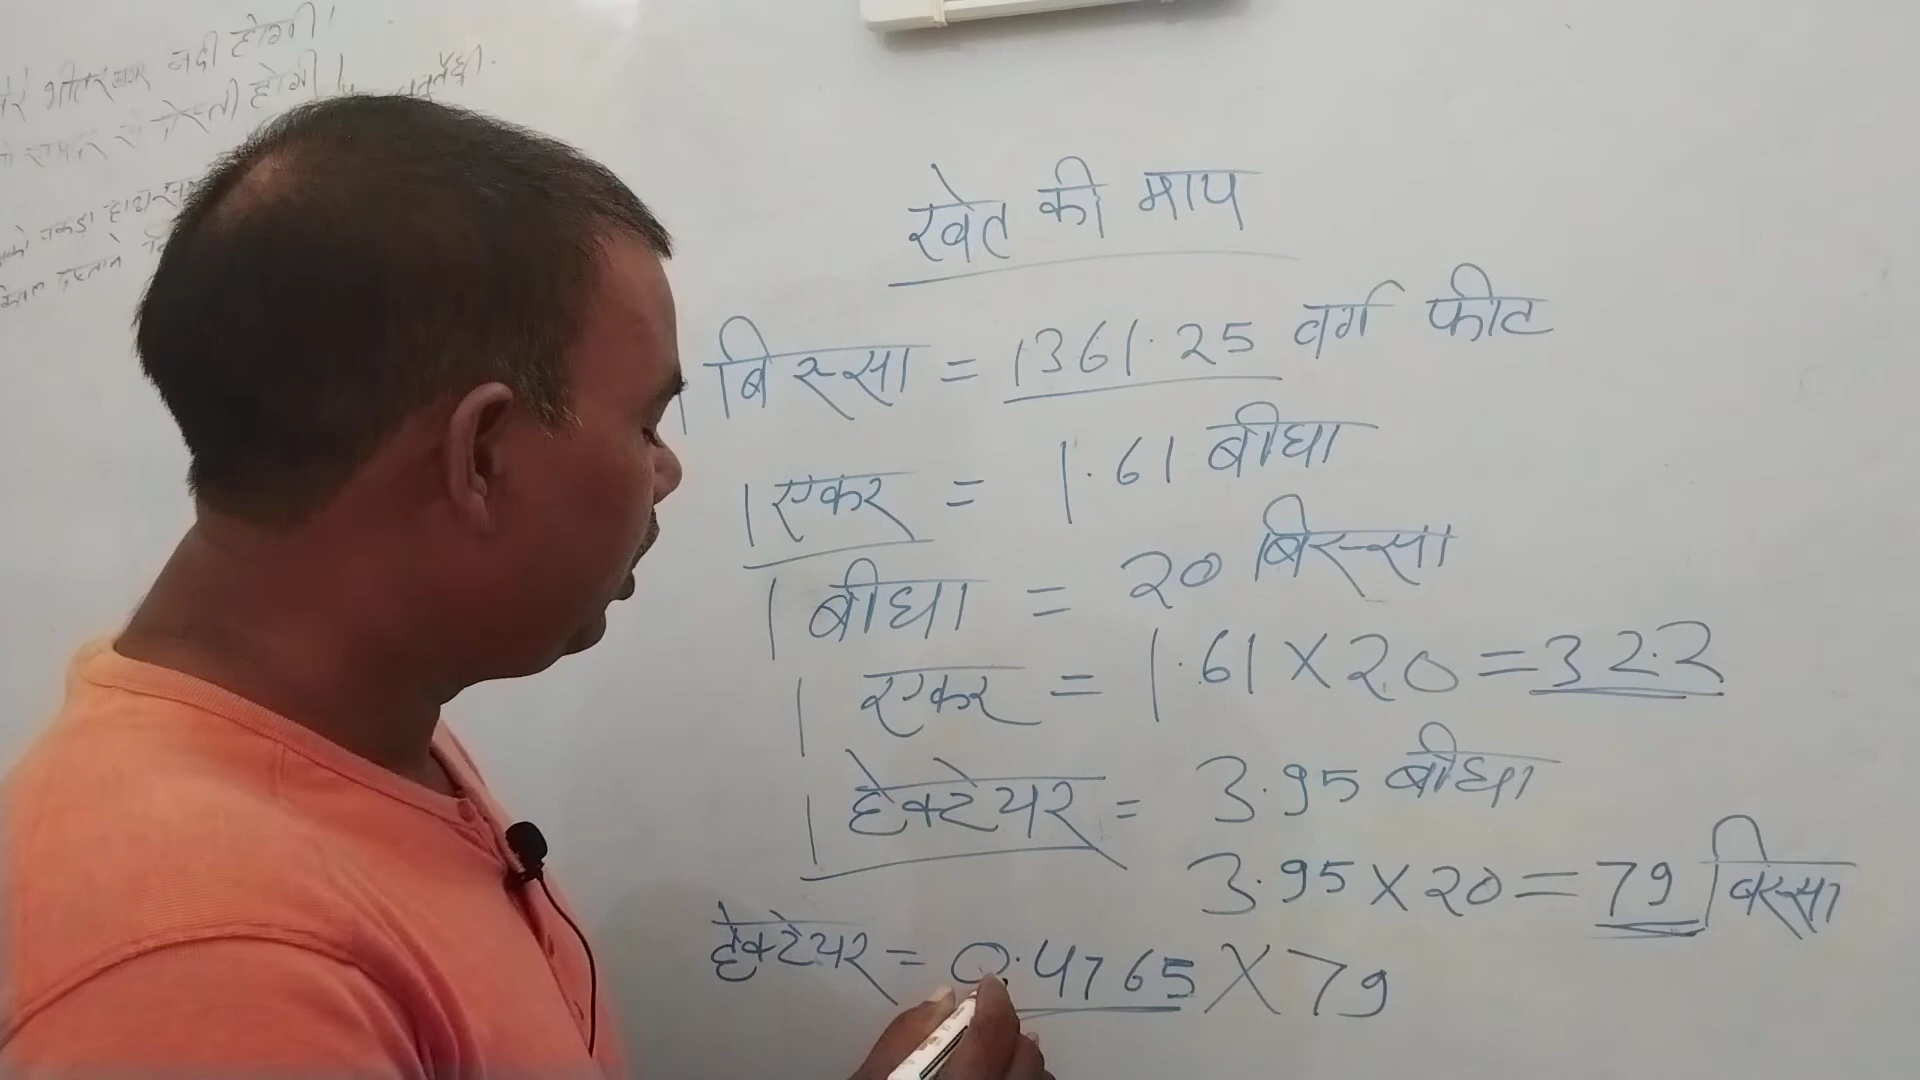 नदी होगी।
दोस्ती होगी।
खेत की माप
1 बिस्सा = 1361.25 वर्ग फीट
1 एकर = 1.61 बीघा
1 बीघा = 20 बिस्सा
1 एकर = 1.61 X 20 = 32.2
1 हेक्टेयर = 3.95 बीघा
3.95 X 20 = 79 बिस्सा
हेक्टेयर = 0.4765 X 79